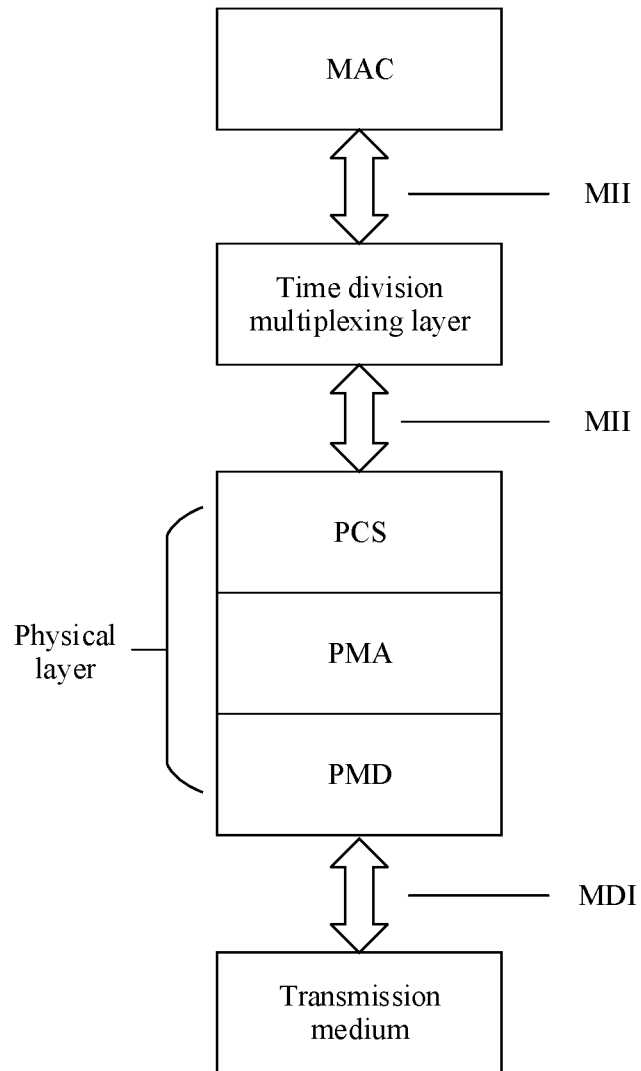 MAC
MII
Time division
multiplexing layer
MII
PCS
Physical
layer
PMA
PMD
MDI
Transmission
medium